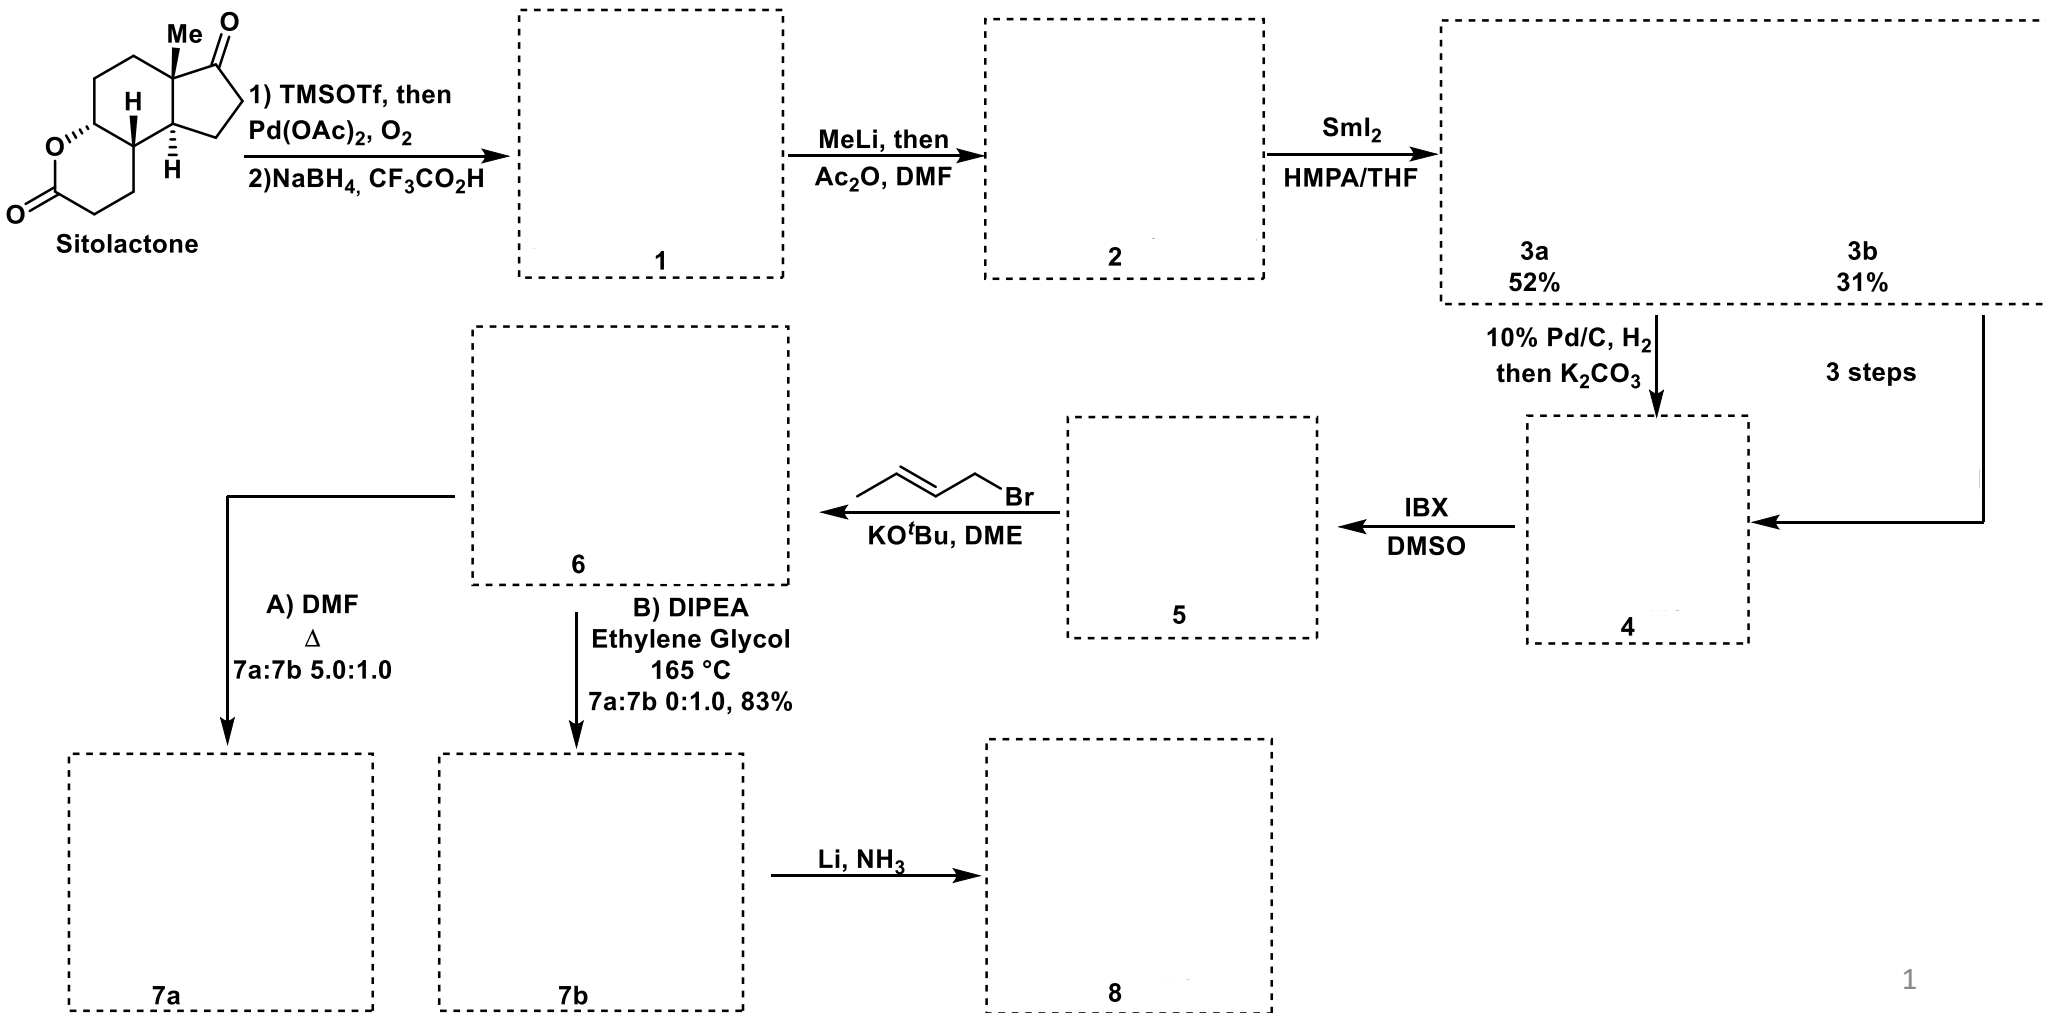 Me
O
H
O
H
O
Sitolactone
1) TMSOTf, then
Pd(OAc)2, O2
2)NaBH4, CF3CO2H
1
MeLi, then
Ac2O, DMF
2
SmI2
HMPA/THF
3a
52%
3b
31%
10% Pd/C, H2
then K2CO3
3 steps
4
IBX
DMSO
5
Br
KOtBu, DME
6
A) DMF
Δ
7a:7b 5.0:1.0
B) DIPEA
Ethylene Glycol
165 °C
7a:7b 0:1.0, 83%
7a
7b
Li, NH3
8
1